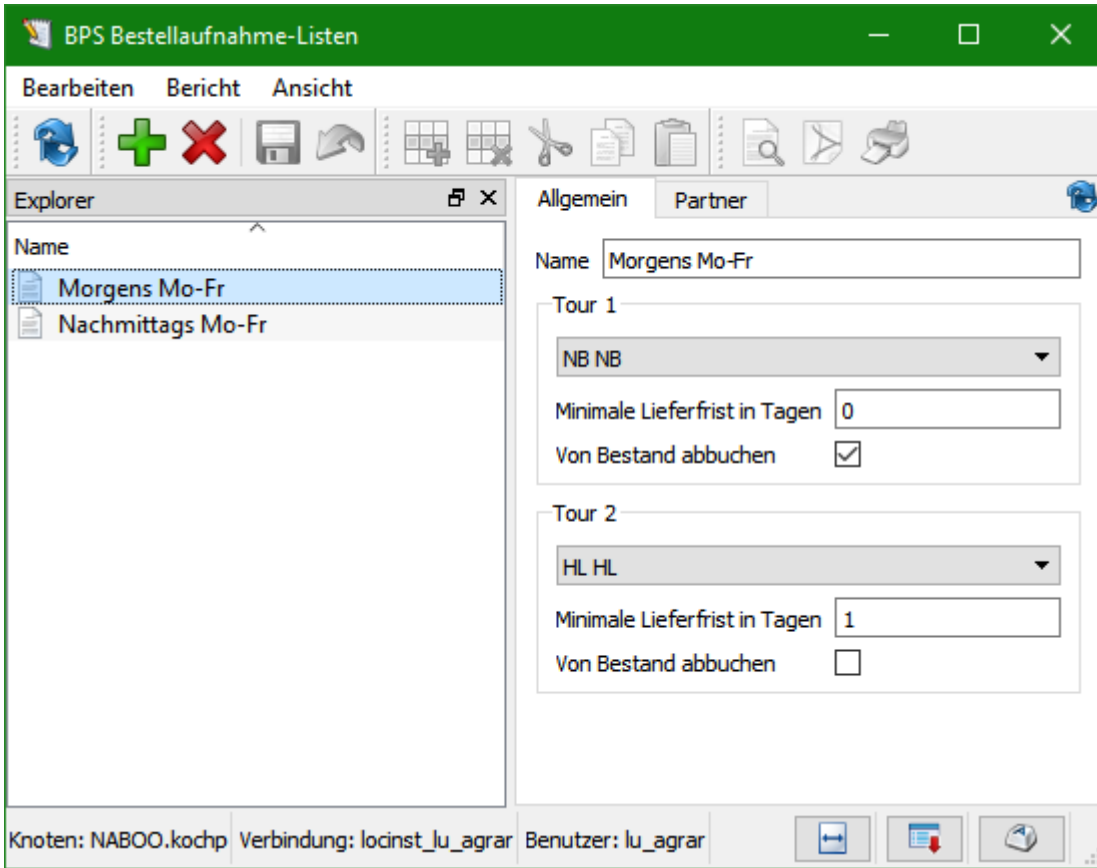 BPS Bestellaufnahme-Listen
Bearbeiten Bericht Ansicht
Explorer
Name
Morgens Mo-Fr
Nachmittags Mo-Fr
Allgemein Partner
Name Morgens Mo-Fr
Tour 1
NB NB
Minimale Lieferfrist in Tagen 0
Von Bestand abbuchen
Tour 2
HL HL
Minimale Lieferfrist in Tagen 1
Von Bestand abbuchen
Knoten: NABOO.kochp Verbindung: locinst_lu_agrar Benutzer: lu_agrar